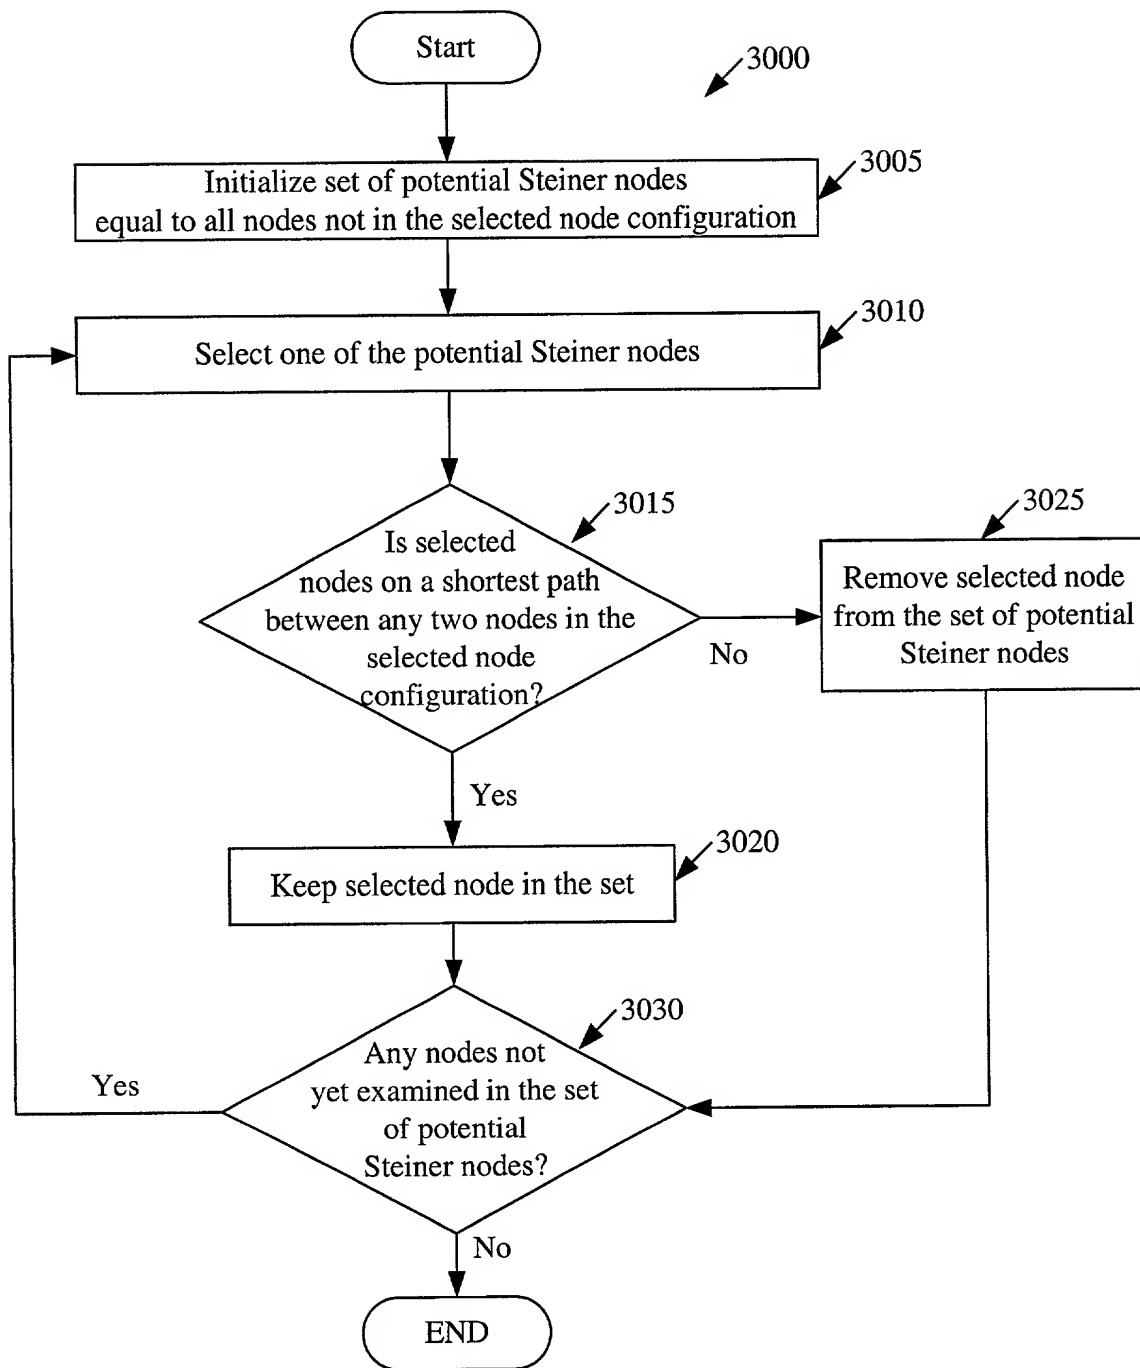 Start
3000
3005
Initialize set of potential Steiner nodes
equal to all nodes not in the selected node configuration
3010
Select one of the potential Steiner nodes
3015
Is selected
nodes on a shortest path
between any two nodes in the
selected node
configuration?
No
3025
Remove selected node
from the set of potential
Steiner nodes
Yes
3020
Keep selected node in the set
3030
Any nodes not
yet examined in the set
of potential
Steiner nodes?
Yes
No
END